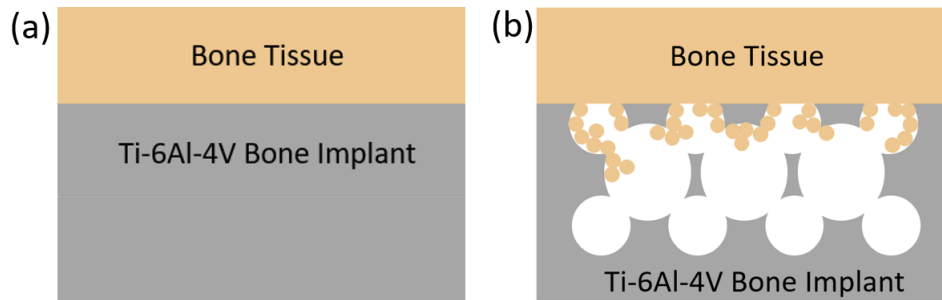 (a)
Bone Tissue
Ti-6Al-4V Bone Implant
(b)
Bone Tissue
Ti-6Al-4V Bone Implant